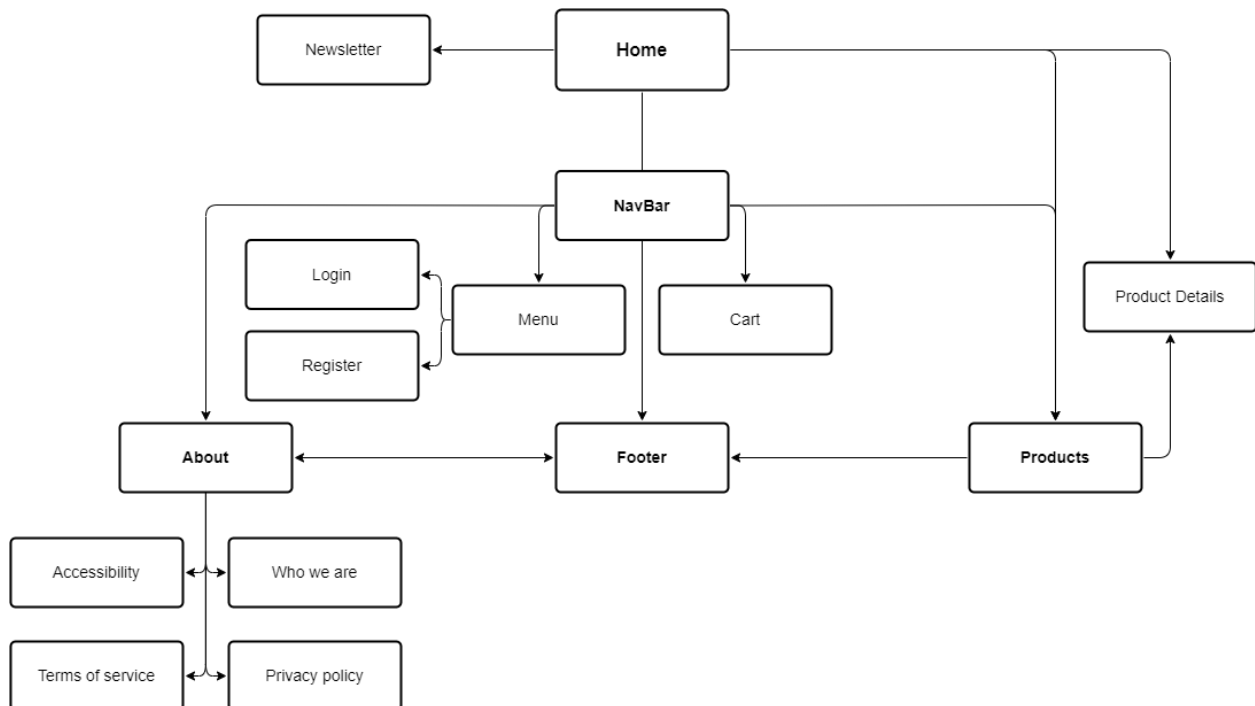 Newsletter
Home
NavBar
Login
Menu
Cart
Product Details
Register
About
Footer
Products
Accessibility
Who we are
Terms of service
Privacy policy